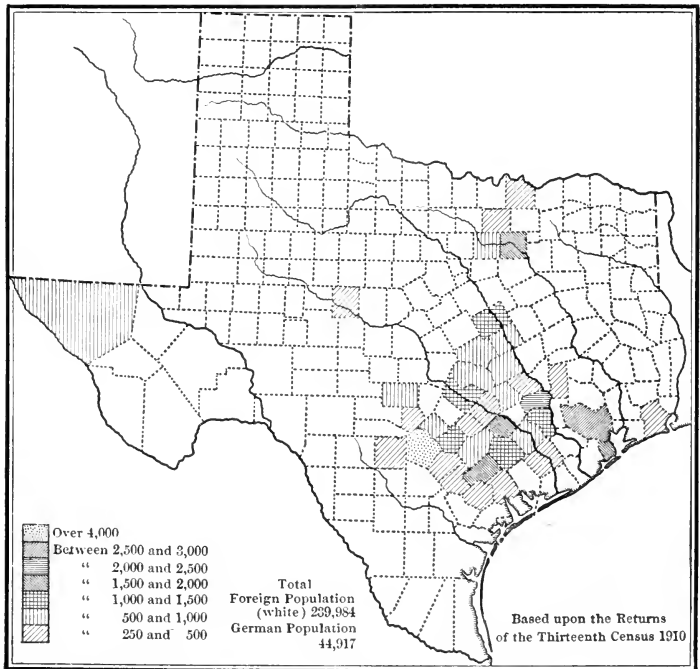 Over 4,000
Between 2,500 and 3,000
“ 2,000 and 2,500
“ 1,500 and 2,000
“ 1,000 and 1,500
“ 500 and 1,000
“ 250 and 500
Total
Foreign Population
(white) 239,984
German Population
44,917
Based upon the Returns
of the Thirteenth Census 1910